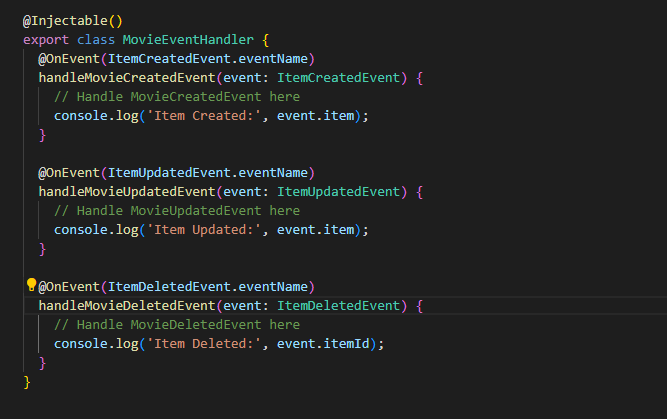 @Injectable()
export class MovieEventHandler {
@OnEvent(ItemCreatedEvent.eventName)
handleMovieCreatedEvent(event: ItemCreatedEvent) {
// Handle MovieCreatedEvent here
console.log('Item Created:', event.item);
}
@OnEvent(ItemUpdatedEvent.eventName)
handleMovieUpdatedEvent(event: ItemUpdatedEvent) {
// Handle MovieUpdatedEvent here
console.log('Item Updated:', event.item);
}
@OnEvent(ItemDeletedEvent.eventName)
handleMovieDeletedEvent(event: ItemDeletedEvent) {
// Handle MovieDeletedEvent here
console.log('Item Deleted:', event.itemId);
}
}